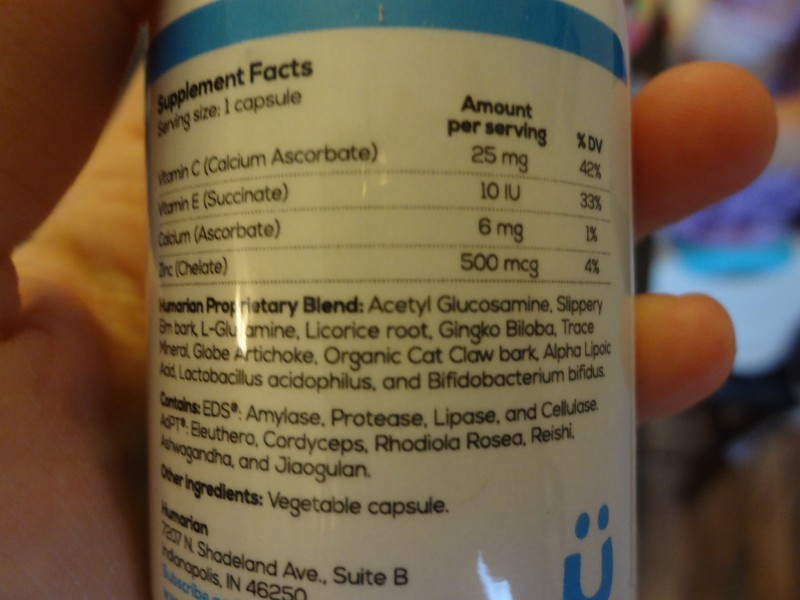 Supplement Facts
Serving size: 1 capsule
Amount
per serving
% DV
Vitamin C (Calcium Ascorbate) 25 mg 42%
Vitamin E (Succinate) 10 IU 33%
Calcium (Ascorbate) 6 mg 1%
Zinc (Chelate) 500 mcg 4%
Humarian Proprietary Blend: Acetyl Glucosamine, Slippery
Elm bark, L-Glutamine, Licorice root, Gingko Biloba, Trace
Mineral, Globe Artichoke, Organic Cat Claw bark, Alpha Lipoic
Acid, Lactobacillus acidophilus, and Bifidobacterium bifidus.
Contains: EDS®: Amylase, Protease, Lipase, and Cellulase.
AdPT®: Eleuthero, Cordyceps, Rhodiola Rosea, Reishi,
Ashwagandha, and Jiaogulan.
Other ingredients: Vegetable capsule.
Humarian
7207 N. Shadeland Ave., Suite B
Indianapolis, IN 46250
Subscribe
ü